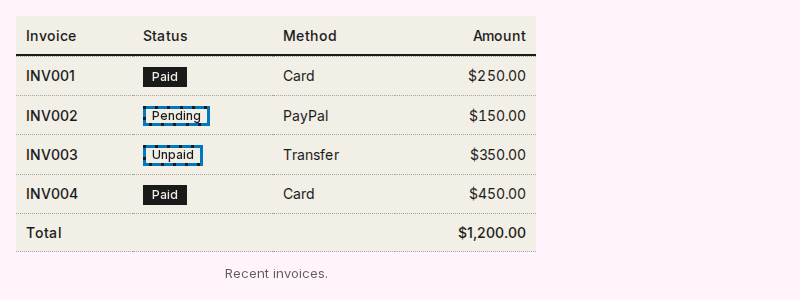 Invoice Status Method Amount
INV001 Paid Card $250.00
INV002 Pending PayPal $150.00
INV003 Unpaid Transfer $350.00
INV004 Paid Card $450.00
Total $1,200.00
Recent invoices.